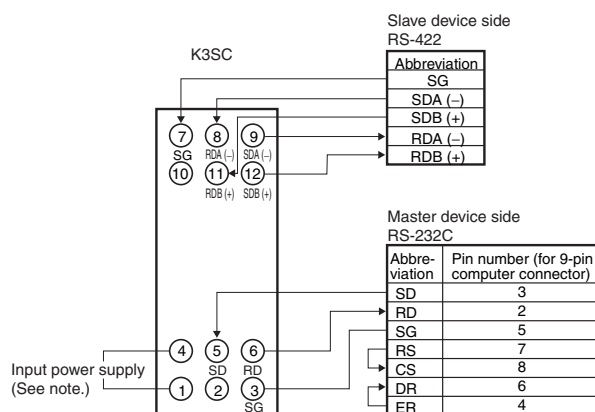 Slave device side
RS-422
K3SC
Abbreviation
SG
SDA (–)
SDB (+)
RDA (–)
RDB (+)
7 8 9
SG RDA (–) SDA (–)
10 11 12
RDB (+) SDB (+)
Master device side
RS-232C
Abbre-
viation
Pin number (for 9-pin
computer connector)
SD 3
RD 2
SG 5
RS 7
CS 8
DR 6
ER 4
4 5 6
SD RD
Input power supply
(See note.)
1 2 3
SG